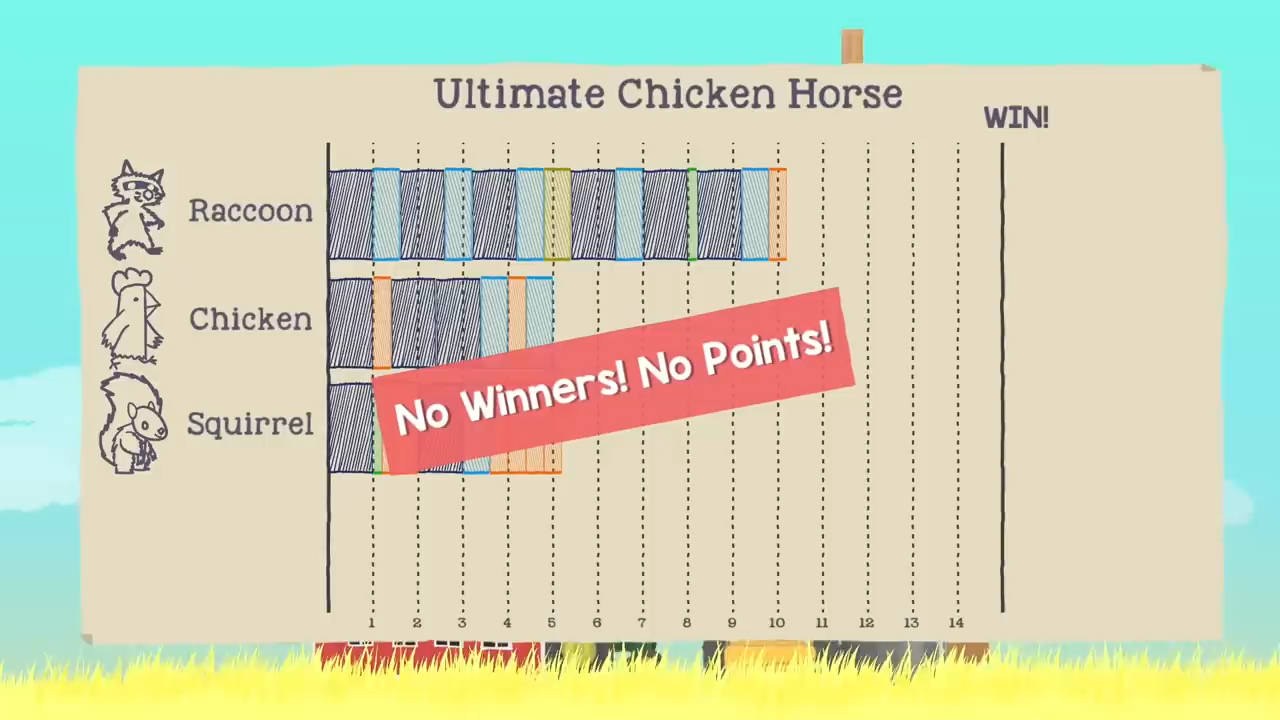 Ultimate Chicken Horse
WIN!
Raccoon
Chicken
No Winners! No Points!
Squirrel
1 2 3 4 5 6 7 8 9 10 11 12 13 14